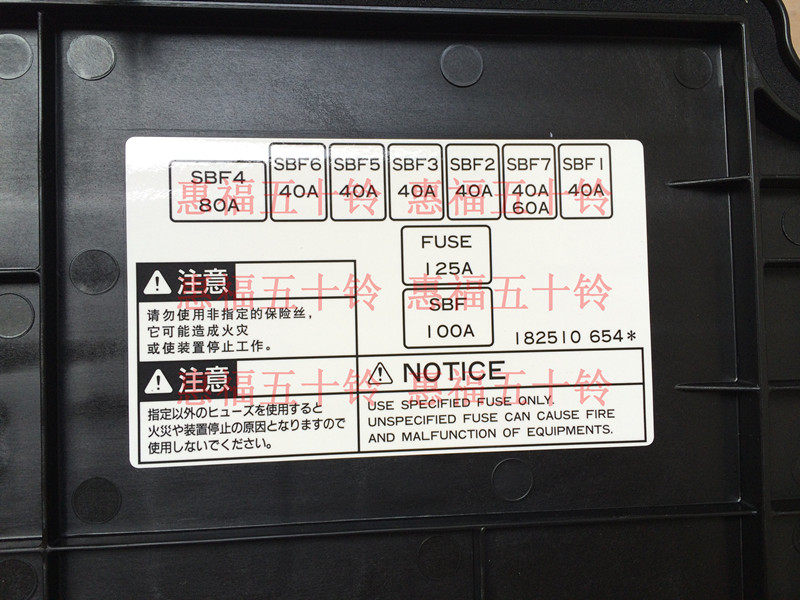 SBF4
80A
SBF6
40A
SBF5
40A
SBF3
40A
SBF2
40A
SBF7
40A
60A
SBF1
40A
惠福五十铃 惠福五十铃
FUSE
125A
SBF
100A
182510 654*
惠福五十铃 惠福五十铃
⚠ 注意
请勿使用非指定的保险丝，
它可能造成火灾
或使装置停止工作。
⚠ 注意
指定以外のヒューズを使用すると
火災や装置停止の原因となりますので
使用しないでください。
⚠ NOTICE
USE SPECIFIED FUSE ONLY.
UNSPECIFIED FUSE CAN CAUSE FIRE
AND MALFUNCTION OF EQUIPMENTS.
惠福五十铃 惠福五十铃